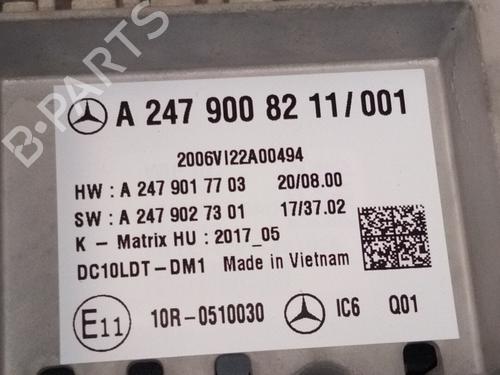 B-PARTS
A 247 900 82 11/001
2006VI22A00494
HW : A 247 901 77 03 20/08.00
SW : A 247 902 73 01 17/37.02
K - Matrix HU : 2017_05
DC10LDT-DM1 Made in Vietnam
E11 10R-0510030 IC6 Q01